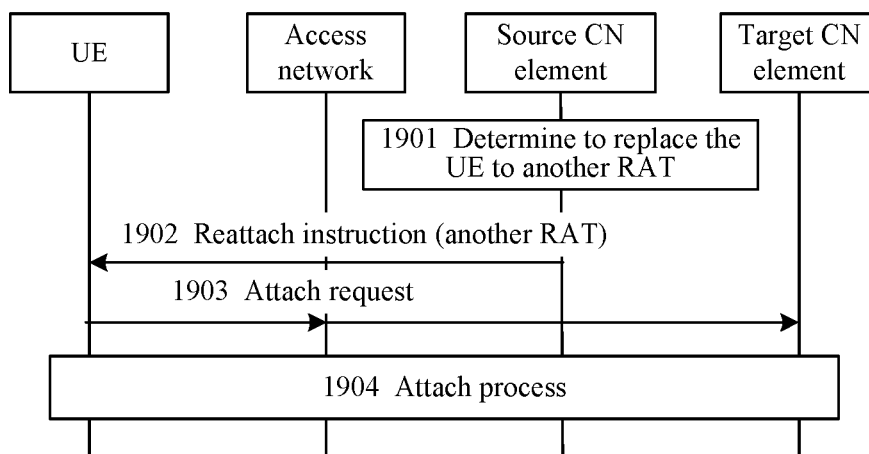 UE
Access
network
Source CN
element
Target CN
element
1901 Determine to replace the
UE to another RAT
1902 Reattach instruction (another RAT)
1903 Attach request
1904 Attach process